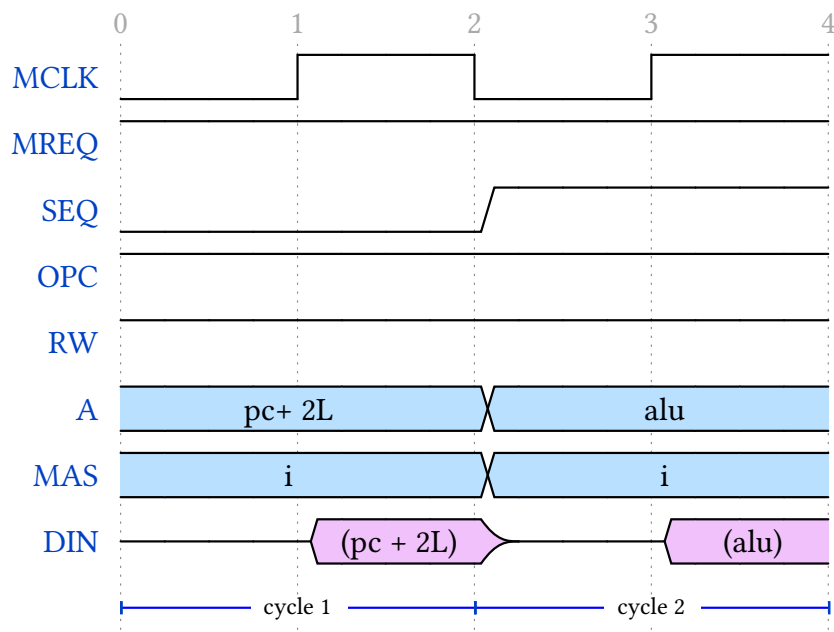 0 1 2 3 4
MCLK
MREQ
SEQ
OPC
RW
A pc+ 2L alu
MAS i i
DIN (pc + 2L) (alu)
cycle 1 cycle 2